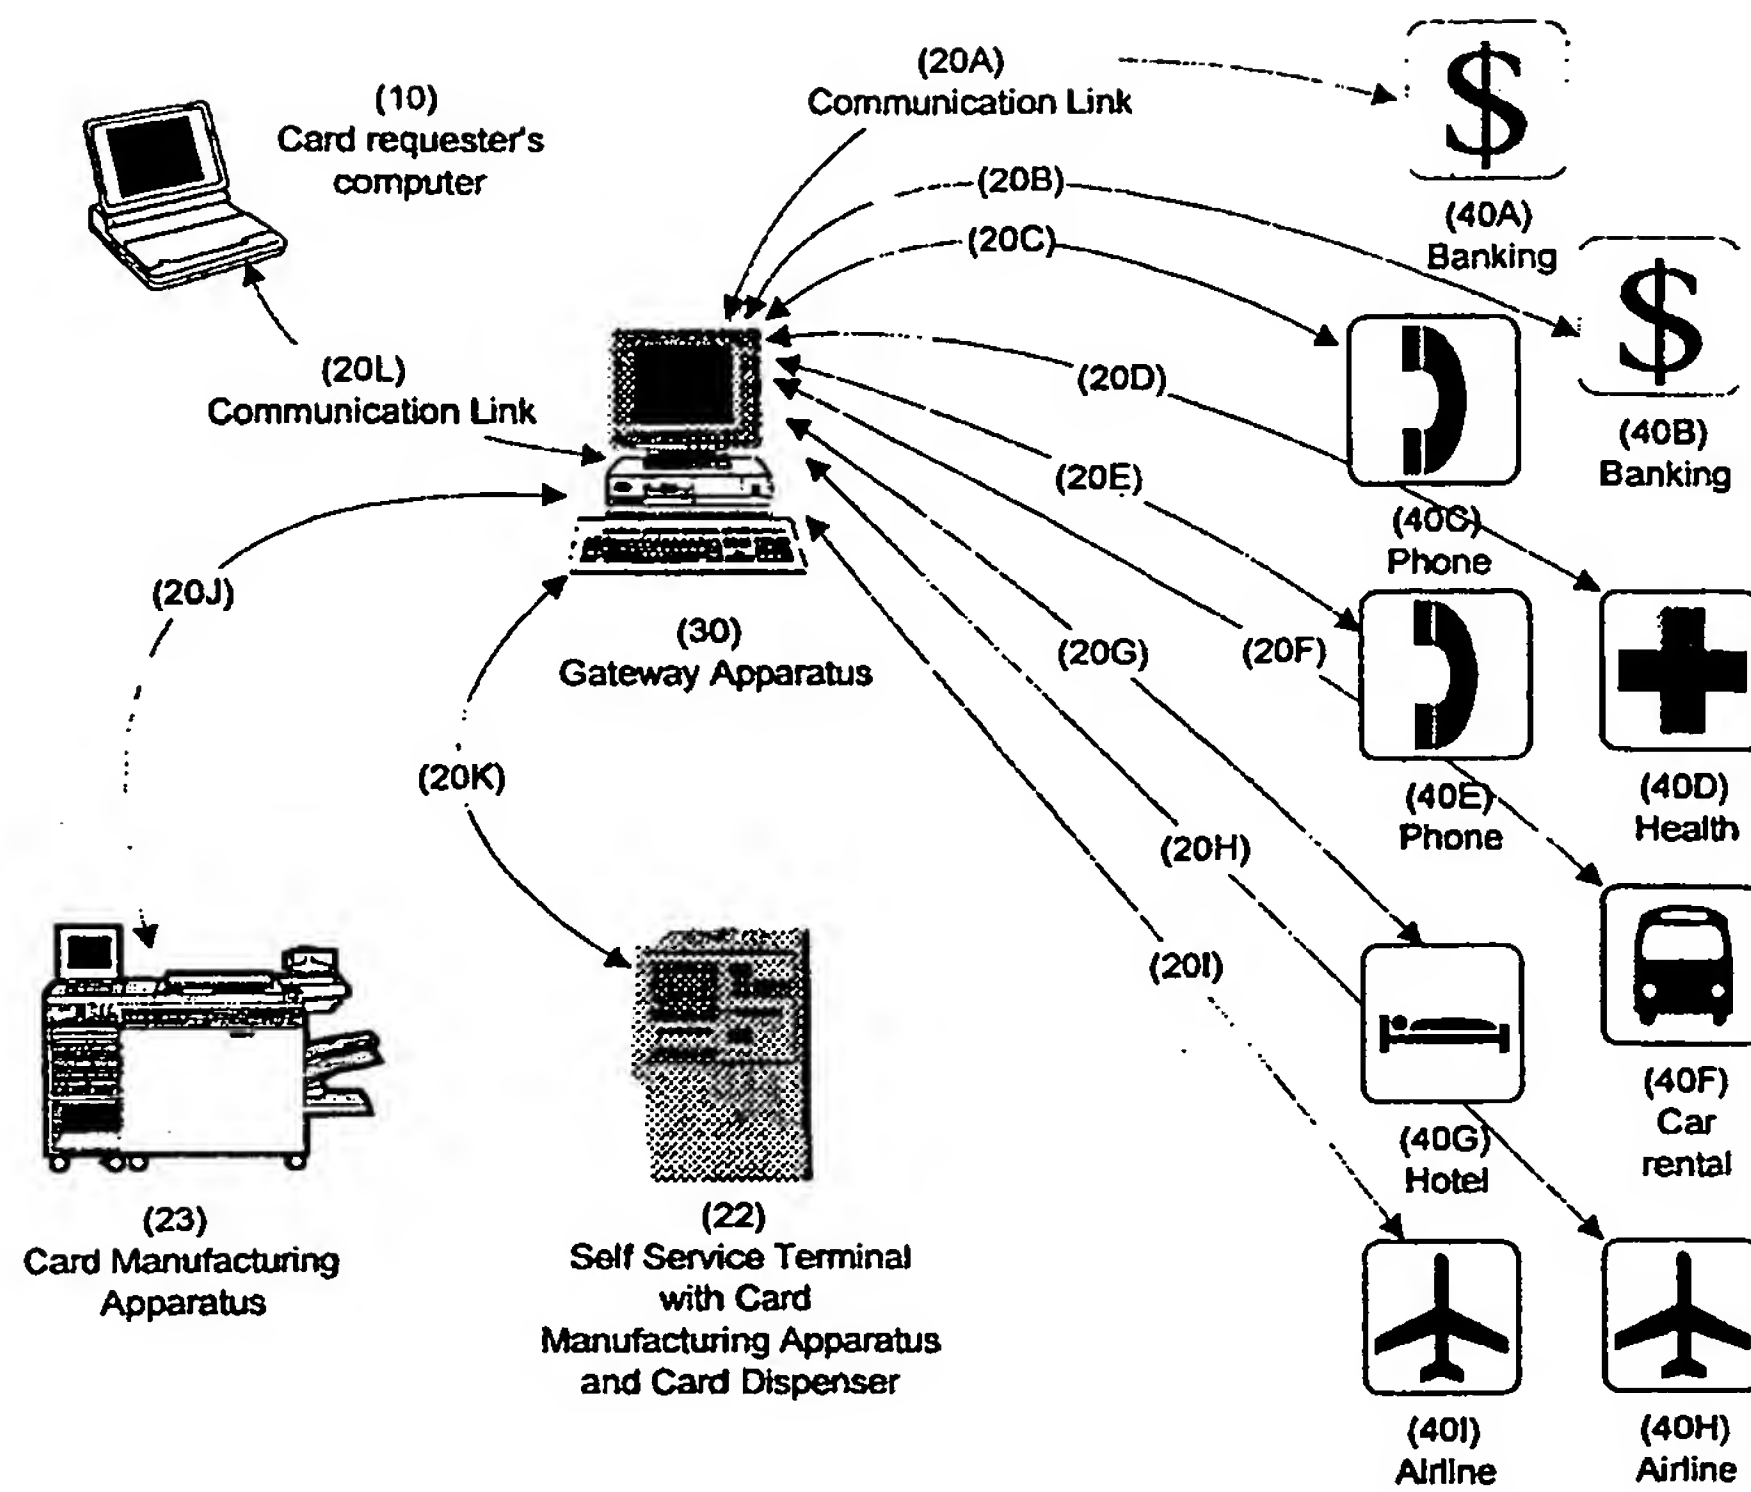 (10)
Card requester's
computer
(20A)
Communication Link
(20B)
(20C)
(40A)
Banking
$
$
(20L)
Communication Link
(20D)
(40B)
Banking
(20E)
(40C)
Phone
(20J)
(30)
Gateway Apparatus
(20G)
(20F)
(20K)
(40E)
Phone
(40D)
Health
(20H)
(20I)
(40F)
Car
rental
(40G)
Hotel
(23)
Card Manufacturing
Apparatus
(22)
Self Service Terminal
with Card
Manufacturing Apparatus
and Card Dispenser
(40I)
Airline
(40H)
Airline